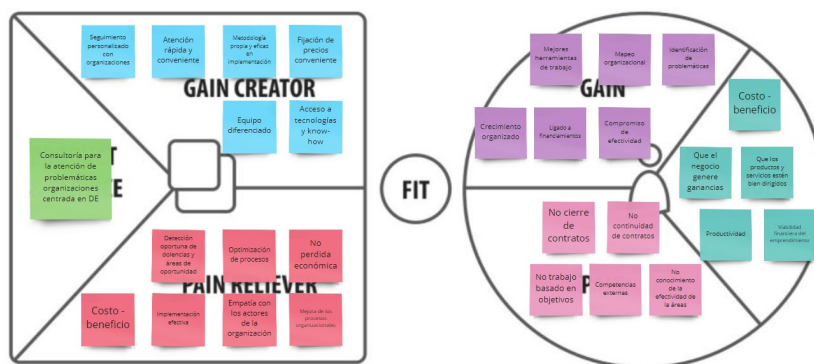 Seguimiento
personalizado con
organizaciones
Atención
rápida y
conveniente
Metodología
propia y eficas en
implementación
Fijación de
precios
conveniente
GAIN CREATOR
Equipo
diferenciado
Acceso a
tecnologías y
know-
how
Consultoría para
la atención de
problemáticas
organizaciones
centrada en DE
Detección
oportuna de
dolencias y
áreas de
oportunidad
Optimización de
procesos
No
perdida
económica
PAIN RELIEVER
Costo -
beneficio
Implementación
efectiva
Empatía con
los actores
de la
organización
Mejora de los
procesos
organizacionales
FIT
Mejores
herramientas
de trabajo
Mapeo
organizacional
Identificación
de
problemáticas
GAIN
Crecimiento
organizado
Ligado a
financiamientos
Compromiso
de
efectividad
Costo -
beneficio
Que el
negocio
genere
ganancias
Que los
productos y
servicios estén
bien dirigidos
Productividad
Viabilidad
financiera del
emprendimiento
No cierre
de
contratos
No
continuidad
de contratos
No trabajo
basado en
objetivos
Competencias
externas
No
conocimiento
de la
efectividad de
la áreas